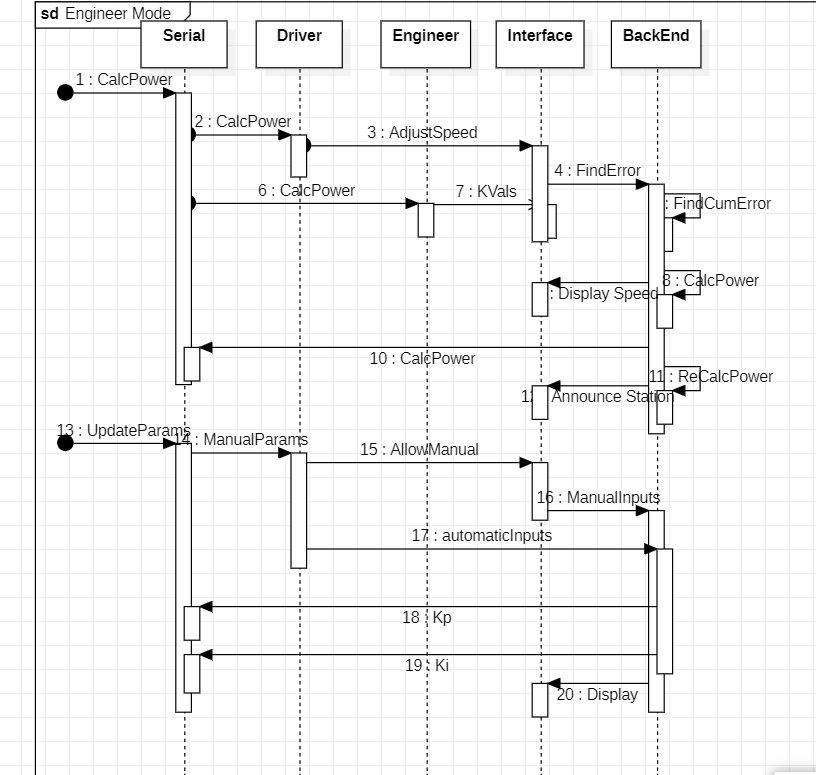 sd Engineer Mode
Serial
Driver
Engineer
Interface
BackEnd
1 : CalcPower
2 : CalcPower
3 : AdjustSpeed
4 : FindError
6 : CalcPower
7 : KVals
: FindCumError
8 : CalcPower
: Display Speed
10 : CalcPower
11 : ReCalcPower
12 Announce Station
13 : UpdateParams
14 : ManualParams
15 : AllowManual
16 : ManualInputs
17 : automaticInputs
18 : Kp
19 : Ki
20 : Display